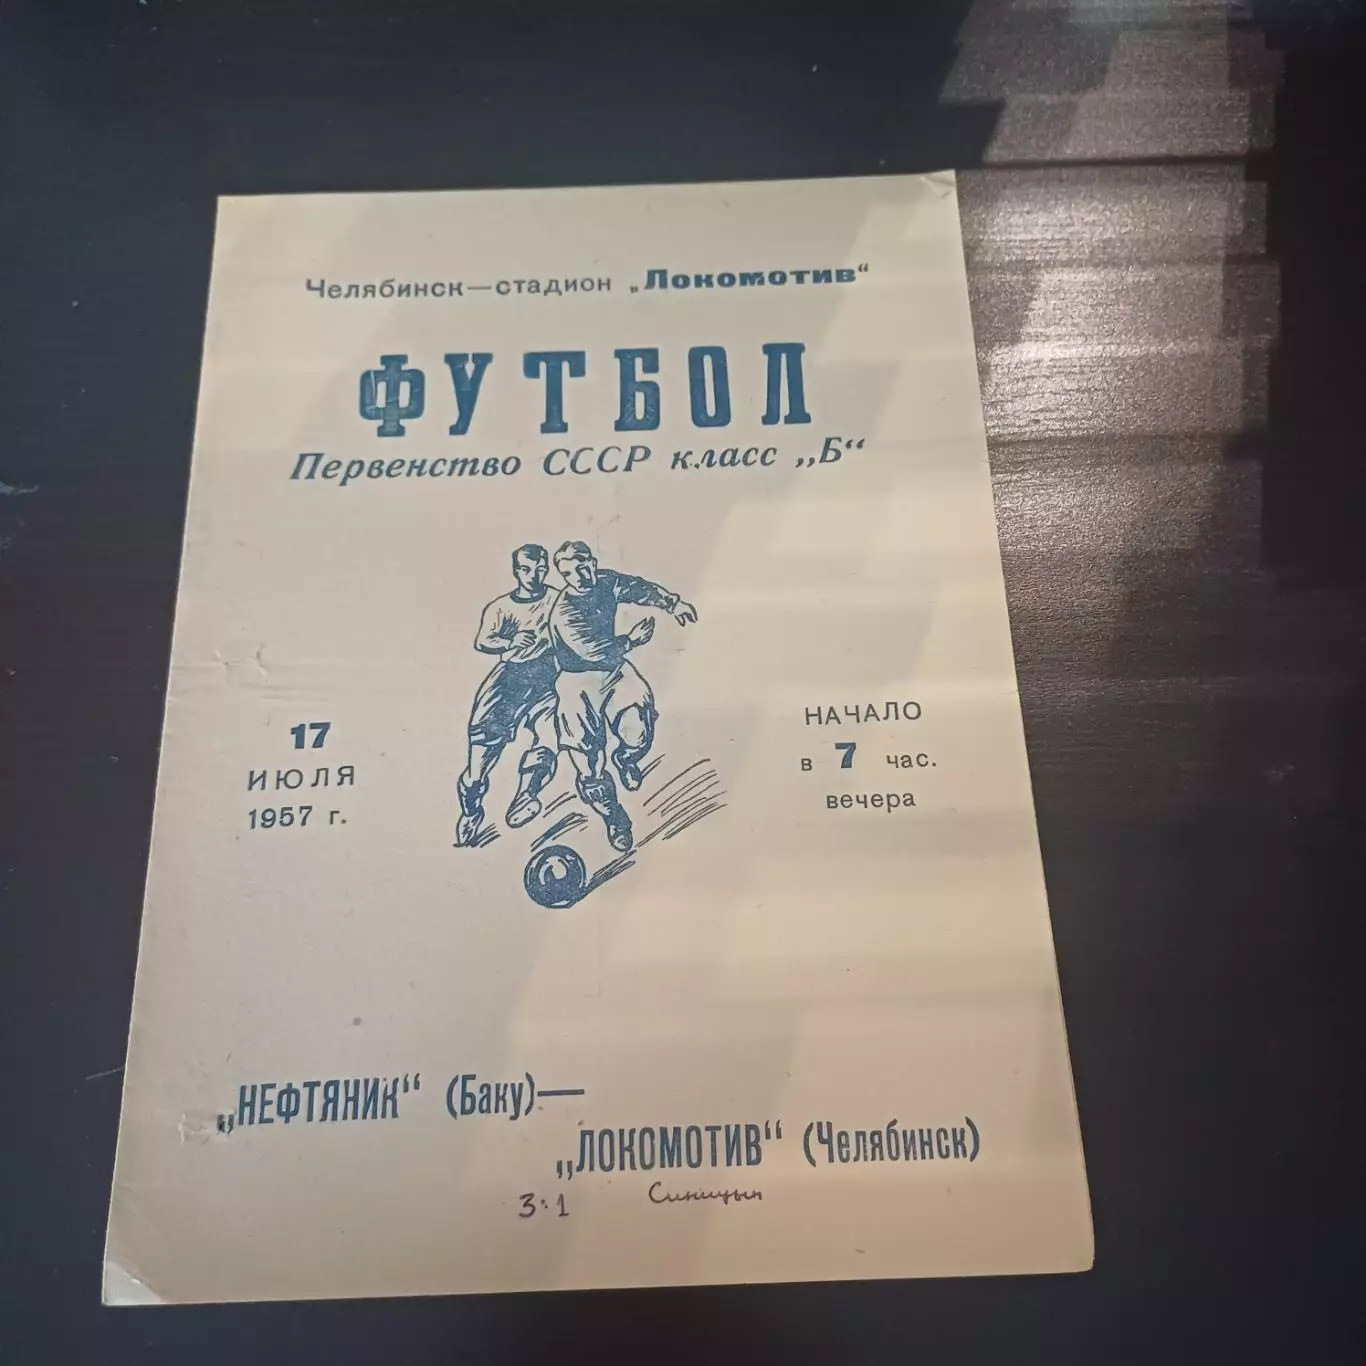 Челябинск—стадион „Локомотив“
ФУТБОЛ
Первенство СССР класс „Б“
17
ИЮЛЯ
1957 г.
НАЧАЛО
в 7 час.
вечера
„НЕФТЯНИК“ (Баку)—
„ЛОКОМОТИВ“ (Челябинск)
3:1 Синицын